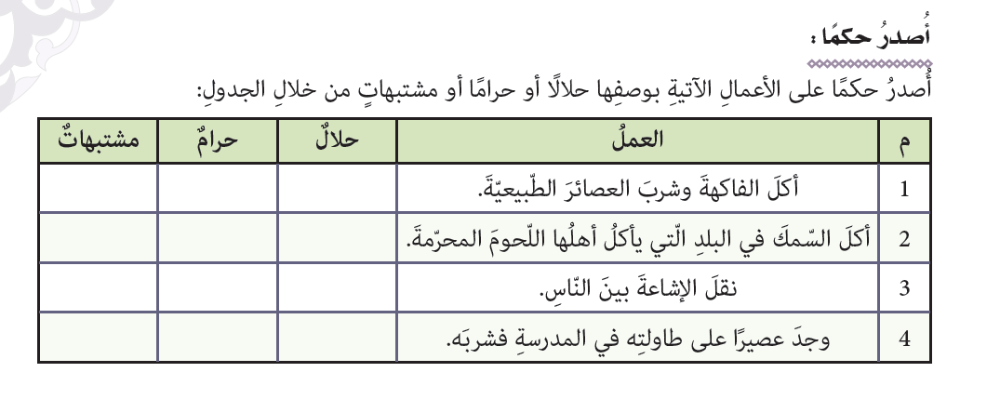 أُصدرُ حكمًا :
أُصدرُ حكمًا على الأعمالِ الآتيةِ بوصفِها حلالًا أو حرامًا أو مشتبهاتٍ من خلالِ الجدولِ:
م العملُ حلالٌ حرامٌ مشتبهاتٌ
1 أكلَ الفاكهةَ وشربَ العصائرَ الطّبيعيّةَ.
2 أكلَ السّمكَ في البلدِ الّتي يأكلُ أهلُها اللّحومَ المحرّمةَ.
3 نقلَ الإشاعةَ بينَ النّاسِ.
4 وجدَ عصيرًا على طاولتِه في المدرسةِ فشربَه.